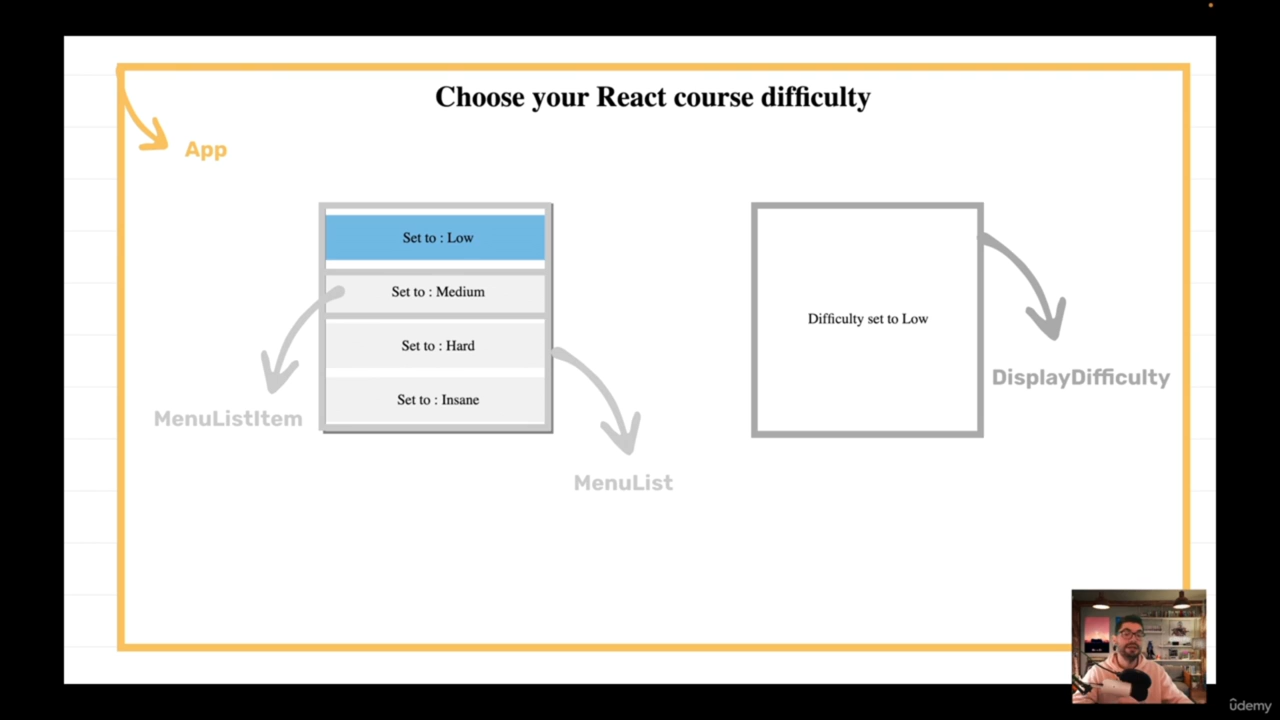 Choose your React course difficulty
App
Set to : Low
Set to : Medium
Set to : Hard
Set to : Insane
MenuListItem
MenuList
Difficulty set to Low
DisplayDifficulty
ûdemy